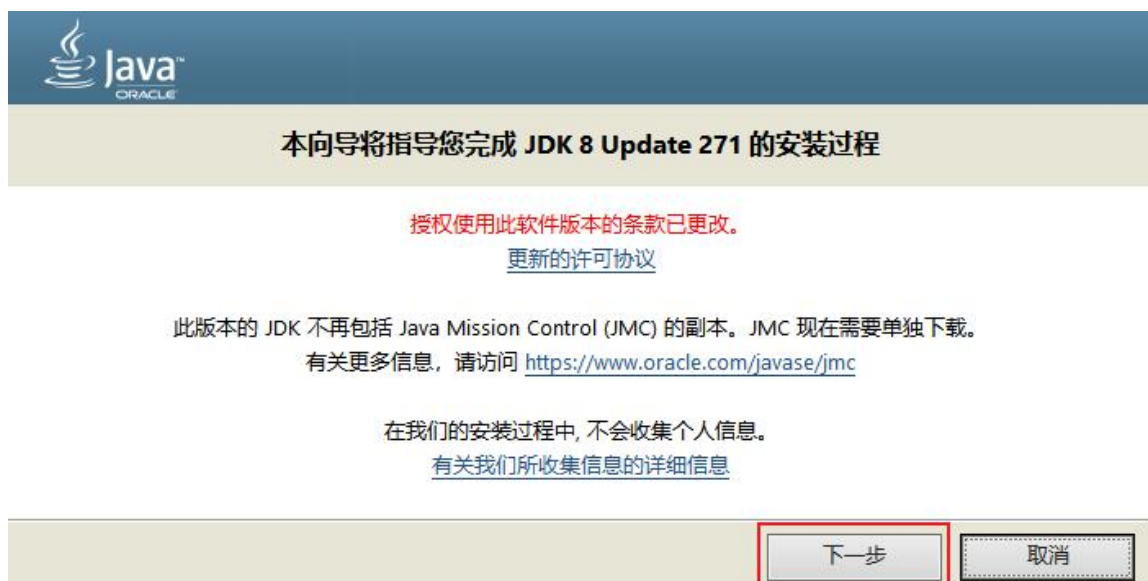 Java™
ORACLE
本向导将指导您完成 JDK 8 Update 271 的安装过程
授权使用此软件版本的条款已更改。
更新的许可协议
此版本的 JDK 不再包括 Java Mission Control (JMC) 的副本。JMC 现在需要单独下载。
有关更多信息，请访问 https://www.oracle.com/javase/jmc
在我们的安装过程中, 不会收集个人信息。
有关我们所收集信息的详细信息
下一步
取消